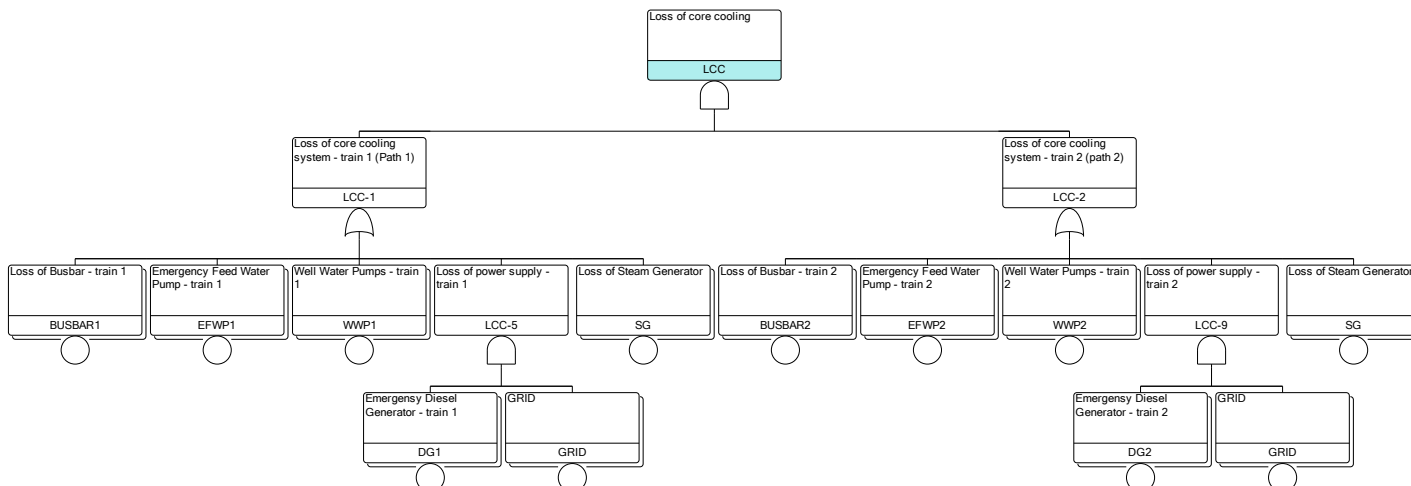 Loss of core cooling
LCC
Loss of core cooling
system - train 1 (Path 1)
LCC-1
Loss of core cooling
system - train 2 (path 2)
LCC-2
Loss of Busbar - train 1
BUSBAR1
Emergency Feed Water
Pump - train 1
EFWP1
Well Water Pumps - train
1
WWP1
Loss of power supply -
train 1
LCC-5
Loss of Steam Generator
SG
Loss of Busbar - train 2
BUSBAR2
Emergency Feed Water
Pump - train 2
EFWP2
Well Water Pumps - train
2
WWP2
Loss of power supply -
train 2
LCC-9
Loss of Steam Generator
SG
Emergensy Diesel
Generator - train 1
DG1
GRID
GRID
Emergensy Diesel
Generator - train 2
DG2
GRID
GRID